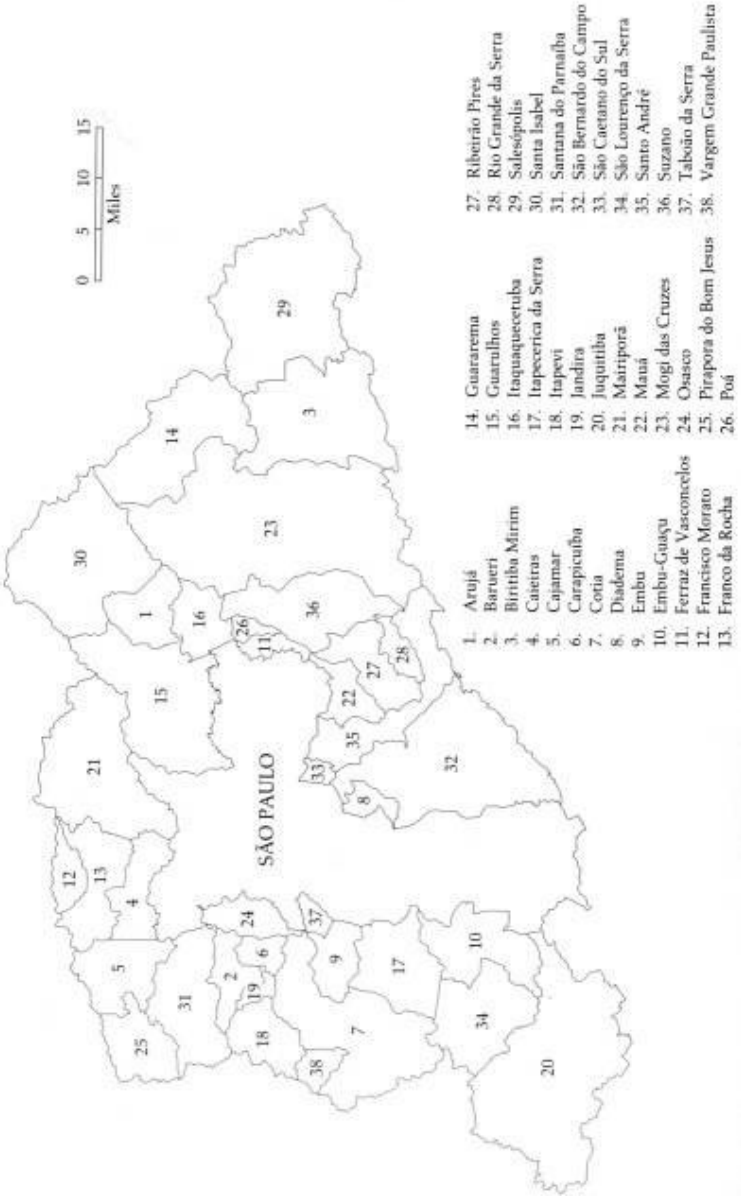 0 5 10 15
Miles
SÃO PAULO
30
14
29
3
23
1
16
26
11
36
15
21
27
28
22
35
33
8
32
12
13
4
5
24
37
6
2
9
19
31
10
17
25
18
7
34
38
20
1. Arujá
2. Barueri
3. Biritiba Mirim
4. Caieiras
5. Cajamar
6. Carapicuíba
7. Cotia
8. Diadema
9. Embu
10. Embu-Guaçu
11. Ferraz de Vasconcelos
12. Francisco Morato
13. Franco da Rocha
14. Guararema
15. Guarulhos
16. Itaquaquecetuba
17. Itapecerica da Serra
18. Itapevi
19. Jandira
20. Juquitiba
21. Mairiporã
22. Mauá
23. Mogi das Cruzes
24. Osasco
25. Pirapora do Bom Jesus
26. Poá
27. Ribeirão Pires
28. Rio Grande da Serra
29. Salesópolis
30. Santa Isabel
31. Santana do Parnaíba
32. São Bernardo do Campo
33. São Caetano do Sul
34. São Lourenço da Serra
35. Santo André
36. Suzano
37. Taboão da Serra
38. Vargem Grande Paulista